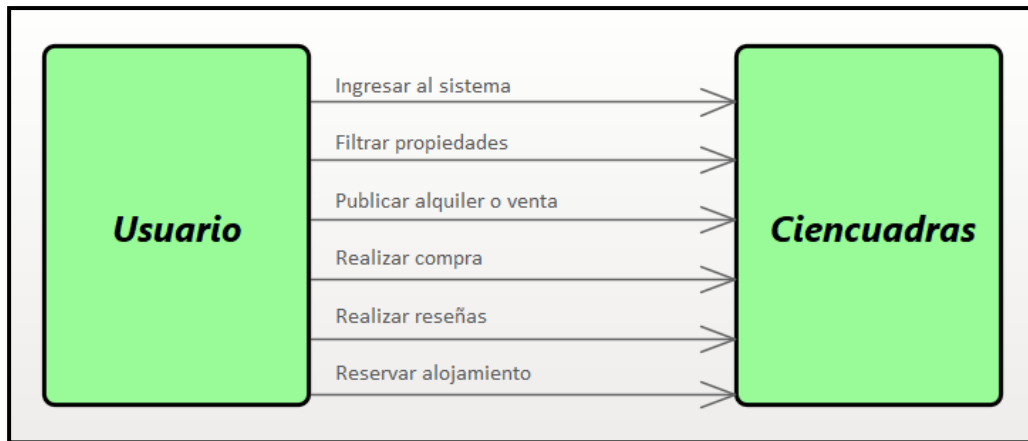 Ingresar al sistema
Filtrar propiedades
Publicar alquiler o venta
Usuario
Ciencuadras
Realizar compra
Realizar reseñas
Reservar alojamiento